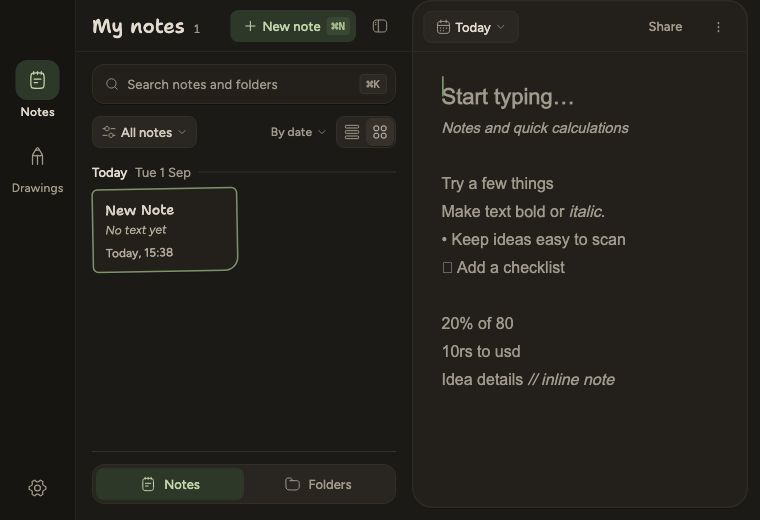 My notes 1
New note ⌘N
Today
Share
Search notes and folders ⌘K
Notes
All notes
By date
Drawings
Today Tue 1 Sep
New Note
No text yet
Today, 15:38
Start typing...
Notes and quick calculations
Try a few things
Make text bold or italic.
• Keep ideas easy to scan
☐ Add a checklist
20% of 80
10rs to usd
Idea details // inline note
Notes
Folders